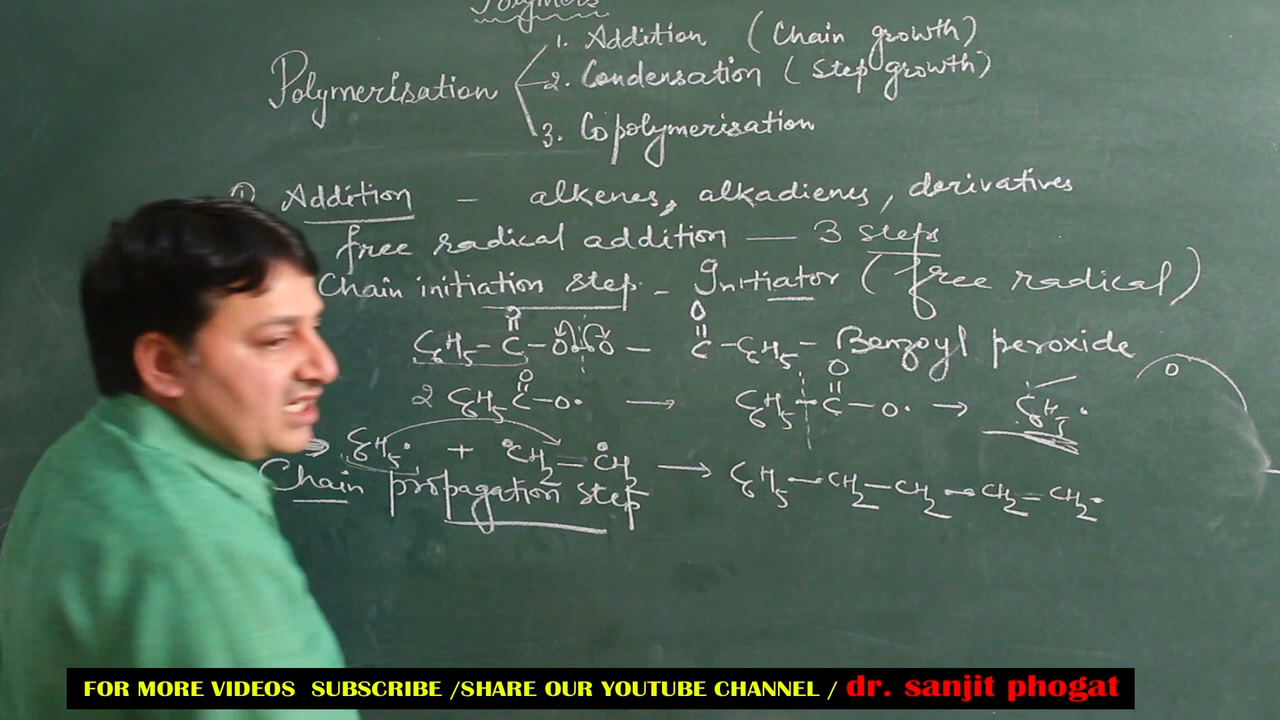 Polymers
Polymerisation
1. Addition (Chain growth)
2. Condensation (Step growth)
3. Copolymerisation
① Addition – alkenes, alkadienes, derivatives
free radical addition — 3 steps
Chain initiation step – Initiator (free radical)
C6H5–C(=O)–O–O–C(=O)–C6H5 – Benzoyl peroxide
2 C6H5C(=O)–O• → C6H5–C(=O)–O• → C6H5•
C6H5• + CH2=CH2 → C6H5–CH2–CH2–CH2–CH2•
Chain propagation step
FOR MORE VIDEOS SUBSCRIBE /SHARE OUR YOUTUBE CHANNEL / dr. sanjit phogat